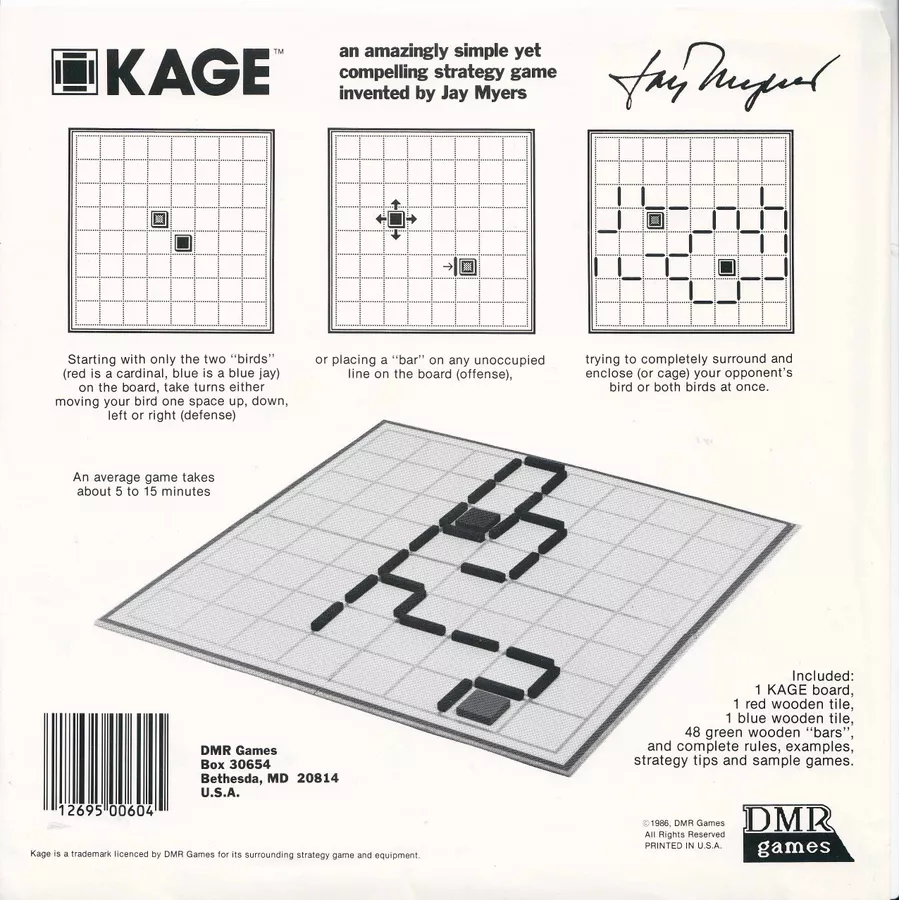 KAGE™
an amazingly simple yet
compelling strategy game
invented by Jay Myers
Jay Myers
Starting with only the two "birds"
(red is a cardinal, blue is a blue jay)
on the board, take turns either
moving your bird one space up, down,
left or right (defense)
or placing a "bar" on any unoccupied
line on the board (offense),
trying to completely surround and
enclose (or cage) your opponent's
bird or both birds at once.
An average game takes
about 5 to 15 minutes
Included:
1 KAGE board,
1 red wooden tile,
1 blue wooden tile,
48 green wooden "bars",
and complete rules, examples,
strategy tips and sample games.
12695 00604
DMR Games
Box 30654
Bethesda, MD 20814
U.S.A.
©1986, DMR Games
All Rights Reserved
PRINTED IN U.S.A.
DMR
games
Kage is a trademark licenced by DMR Games for its surrounding strategy game and equipment.